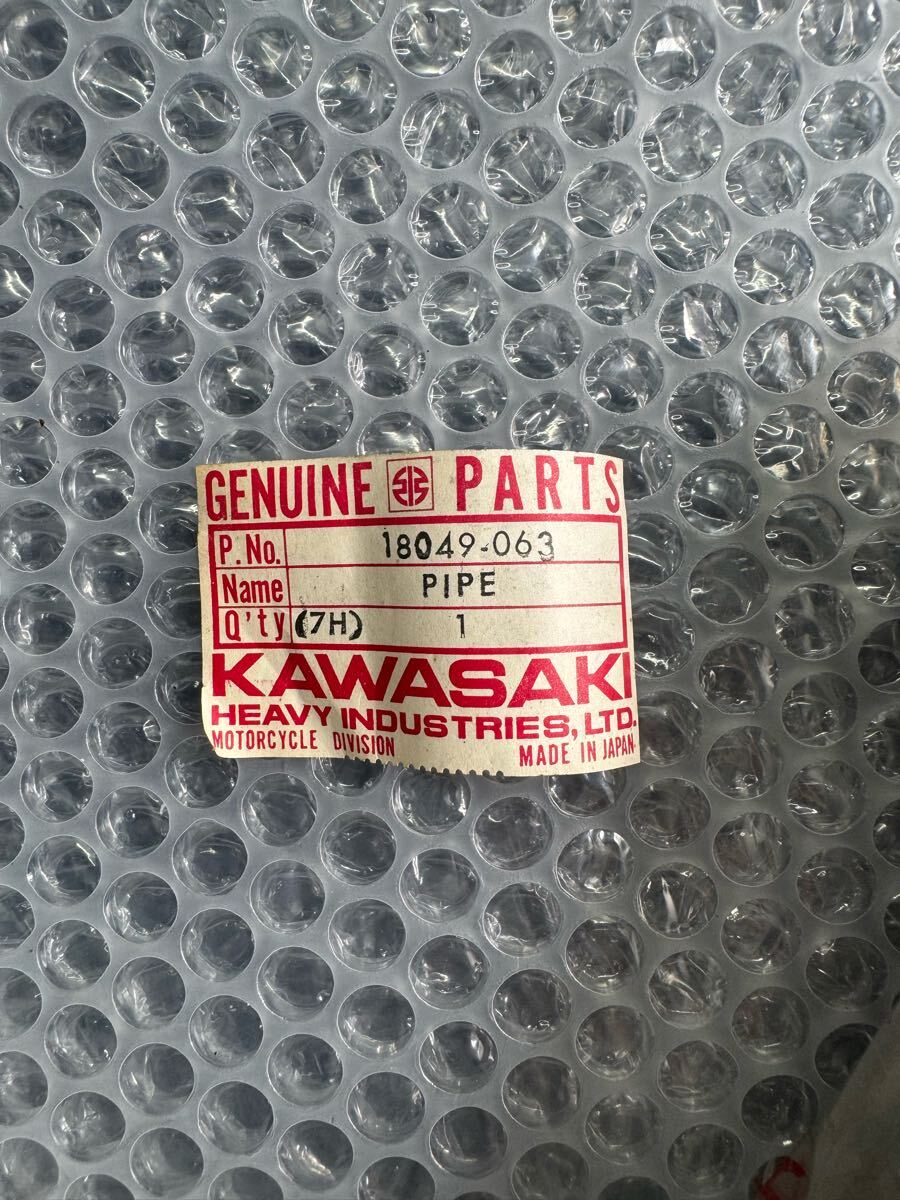 GENUINE PARTS
P.No. 18049-063
Name PIPE
Q'ty (7H) 1
KAWASAKI
HEAVY INDUSTRIES, LTD.
MOTORCYCLE DIVISION MADE IN JAPAN